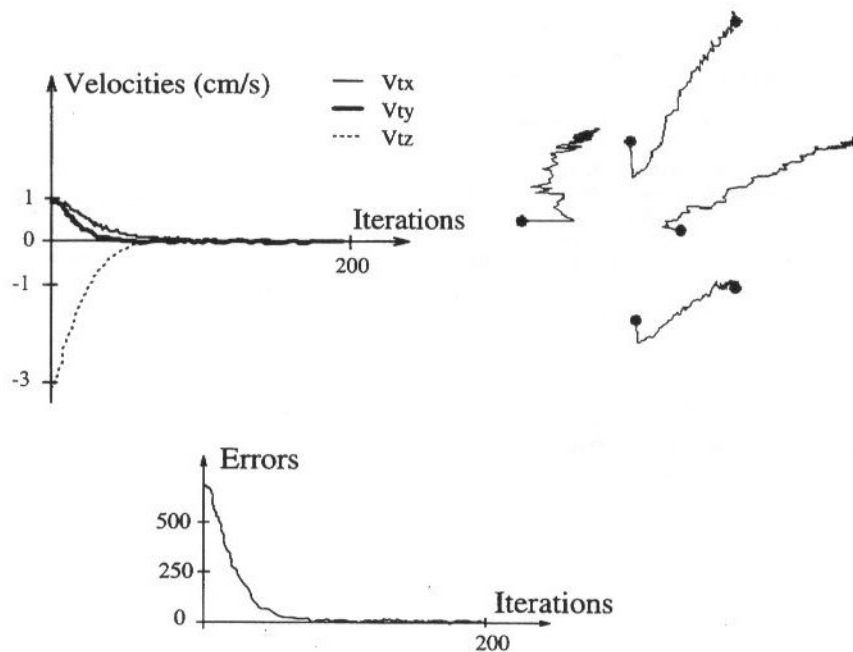 Velocities (cm/s)
Vtx
Vty
Vtz
1
0
-1
-3
Iterations
200
Errors
500
250
0
Iterations
200